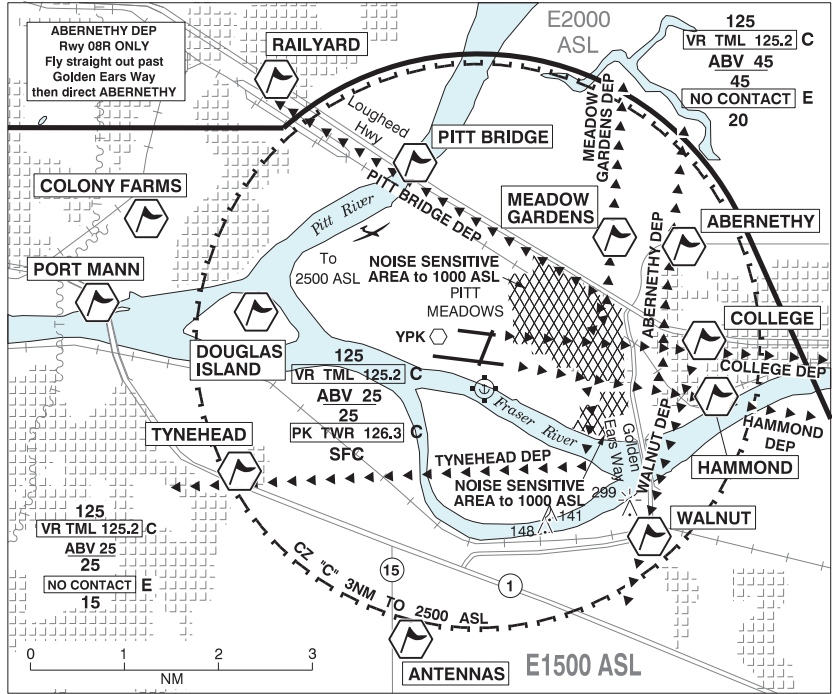 ABERNETHY DEP
Rwy 08R ONLY
Fly straight out past
Golden Ears Way
then direct ABERNETHY
RAILYARD
E2000
ASL
125
VR TML 125.2 C
ABV 45
45
NO CONTACT E
20
Lougheed
Hwy
PITT BRIDGE
MEADOW
GARDENS DEP
COLONY FARMS
PITT BRIDGE DEP
MEADOW
GARDENS
ABERNETHY
Pitt River
To
2500 ASL
NOISE SENSITIVE
AREA to 1000 ASL
PITT
MEADOWS
ABERNETHY DEP
PORT MANN
YPK
COLLEGE
COLLEGE DEP
DOUGLAS
ISLAND
125
VR TML 125.2 C
ABV 25
25
PK TWR 126.3 C
SFC
Fraser River
Golden
Ears Way
WALNUT DEP
HAMMOND
DEP
HAMMOND
TYNEHEAD
TYNEHEAD DEP
NOISE SENSITIVE
AREA to 1000 ASL
299
141
148
WALNUT
125
VR TML 125.2 C
ABV 25
25
NO CONTACT E
15
CZ "C" 3NM TO 2500 ASL
15
1
ANTENNAS
E1500 ASL
0 1 2 3
NM